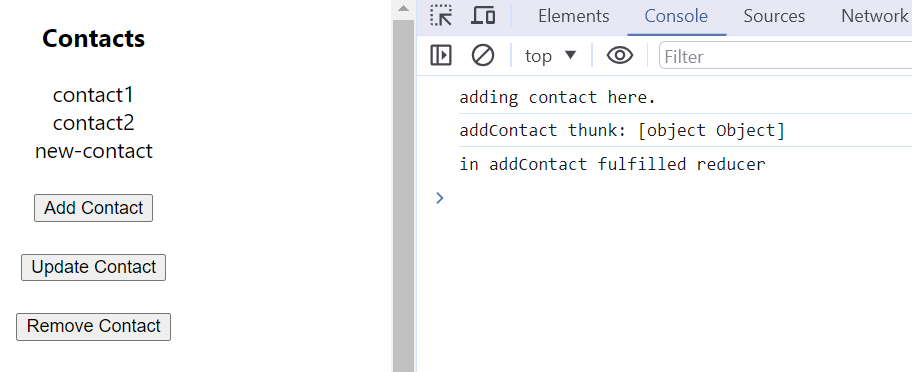 Contacts
contact1
contact2
new-contact
Add Contact
Update Contact
Remove Contact
Elements Console Sources Network
top Filter
adding contact here.
addContact thunk: [object Object]
in addContact fulfilled reducer